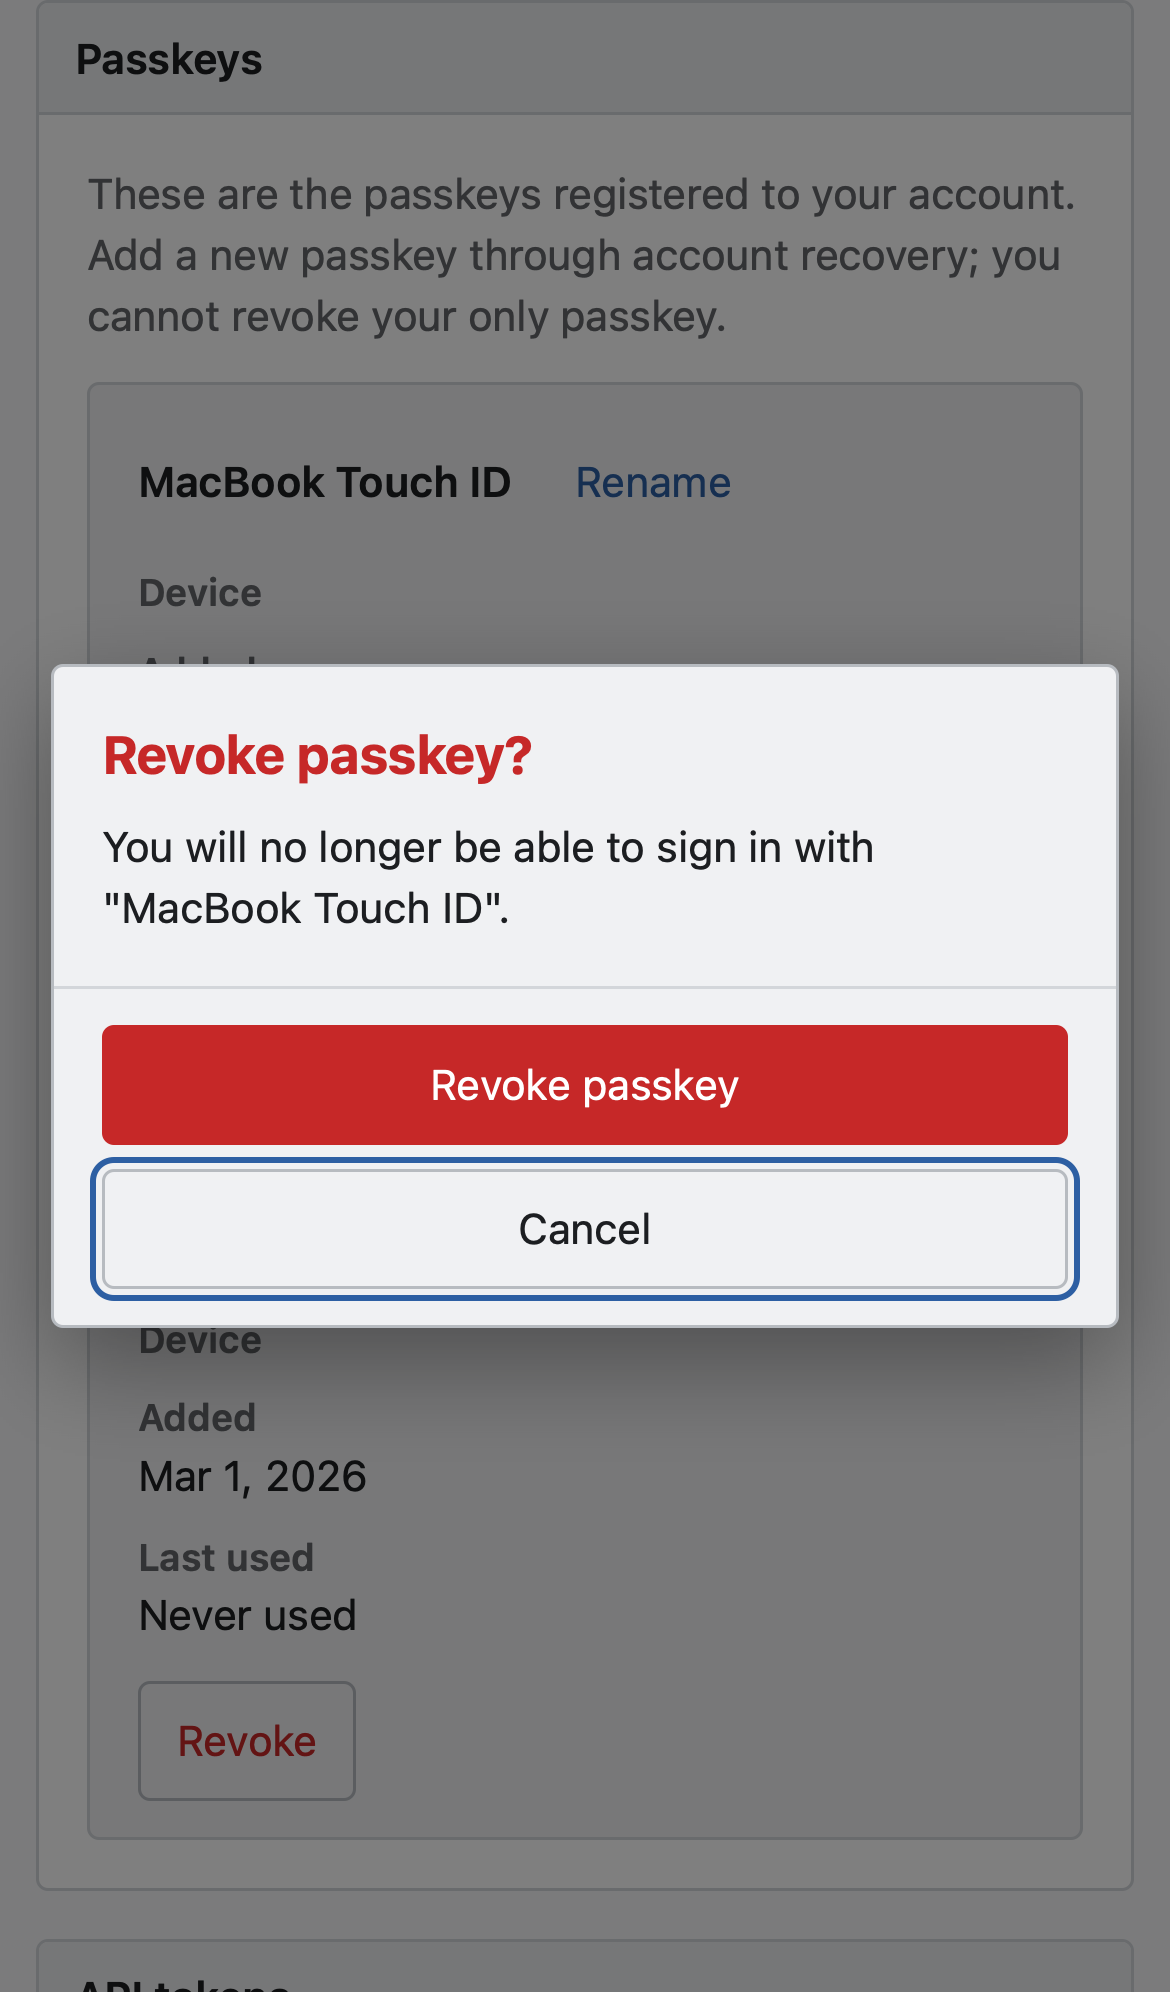 Passkeys
These are the passkeys registered to your account.
Add a new passkey through account recovery; you
cannot revoke your only passkey.
MacBook Touch ID Rename
Device
Revoke passkey?
You will no longer be able to sign in with
"MacBook Touch ID".
Revoke passkey
Cancel
Device
Added
Mar 1, 2026
Last used
Never used
Revoke
API tokens